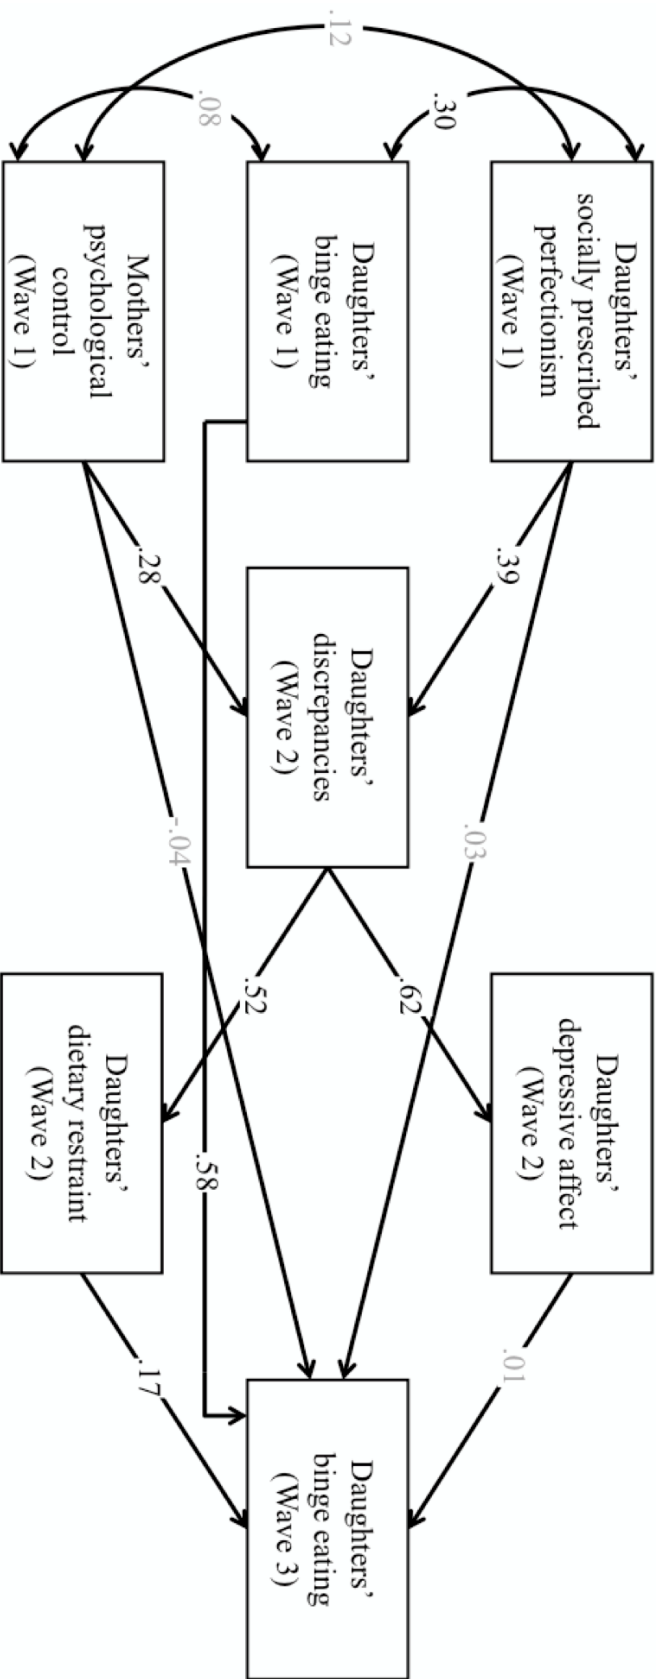 Daughters’
socially prescribed
perfectionism
(Wave 1)
Daughters’
binge eating
(Wave 1)
Mothers’
psychological
control
(Wave 1)
.12
.30
.08
.39
.28
.03
-.04
Daughters’
discrepancies
(Wave 2)
.62
.52
.58
Daughters’
depressive affect
(Wave 2)
Daughters’
dietary restraint
(Wave 2)
.01
.17
Daughters’
binge eating
(Wave 3)